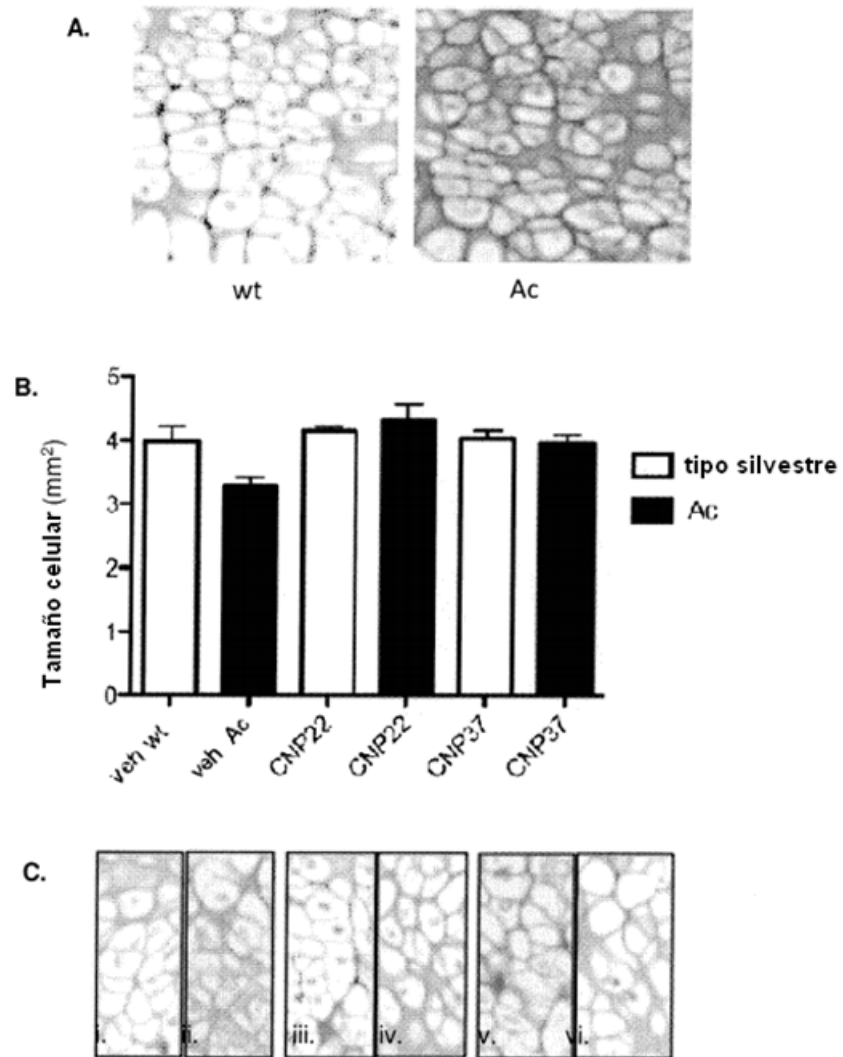 A.
wt Ac
B.
5
4
3
2
1
0
Tamaño celular (mm²)
veh wt
veh Ac
CNP22
CNP22
CNP37
CNP37
tipo silvestre
Ac
C.
i. ii. iii. iv. v. vi.